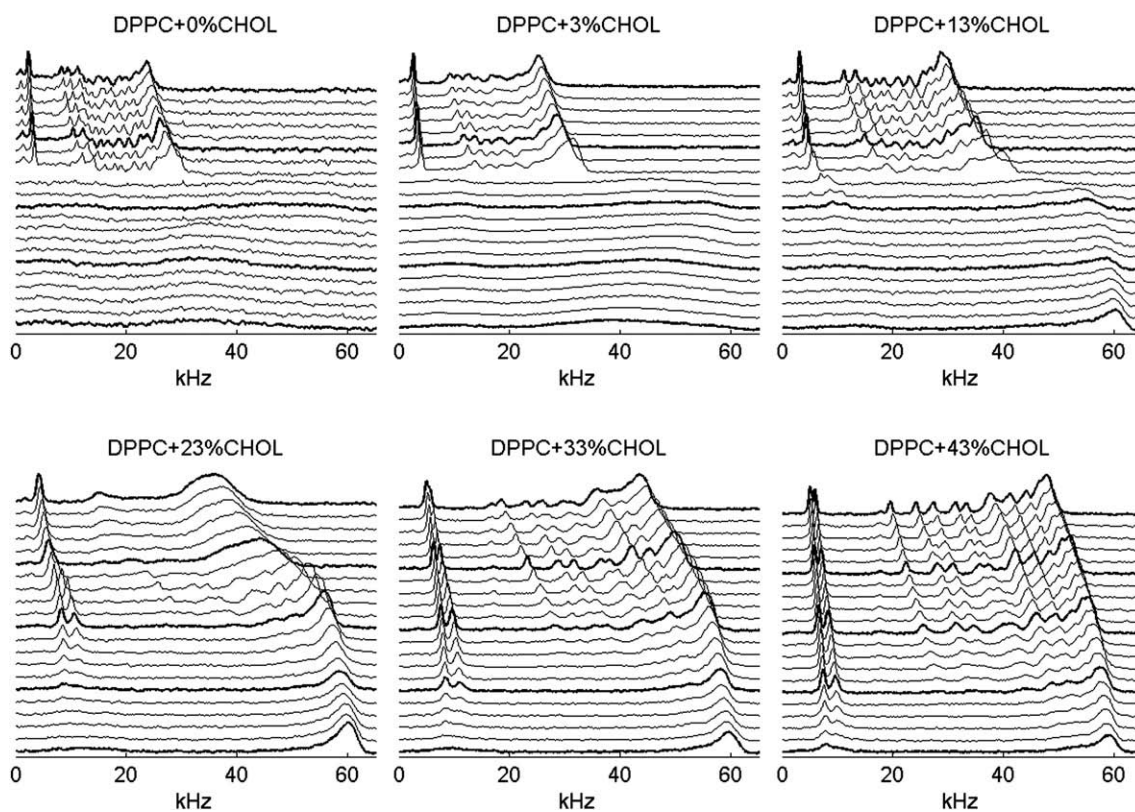 DPPC+0%CHOL DPPC+3%CHOL DPPC+13%CHOL
0 20 40 60 0 20 40 60 0 20 40 60
kHz kHz kHz
DPPC+23%CHOL DPPC+33%CHOL DPPC+43%CHOL
0 20 40 60 0 20 40 60 0 20 40 60
kHz kHz kHz